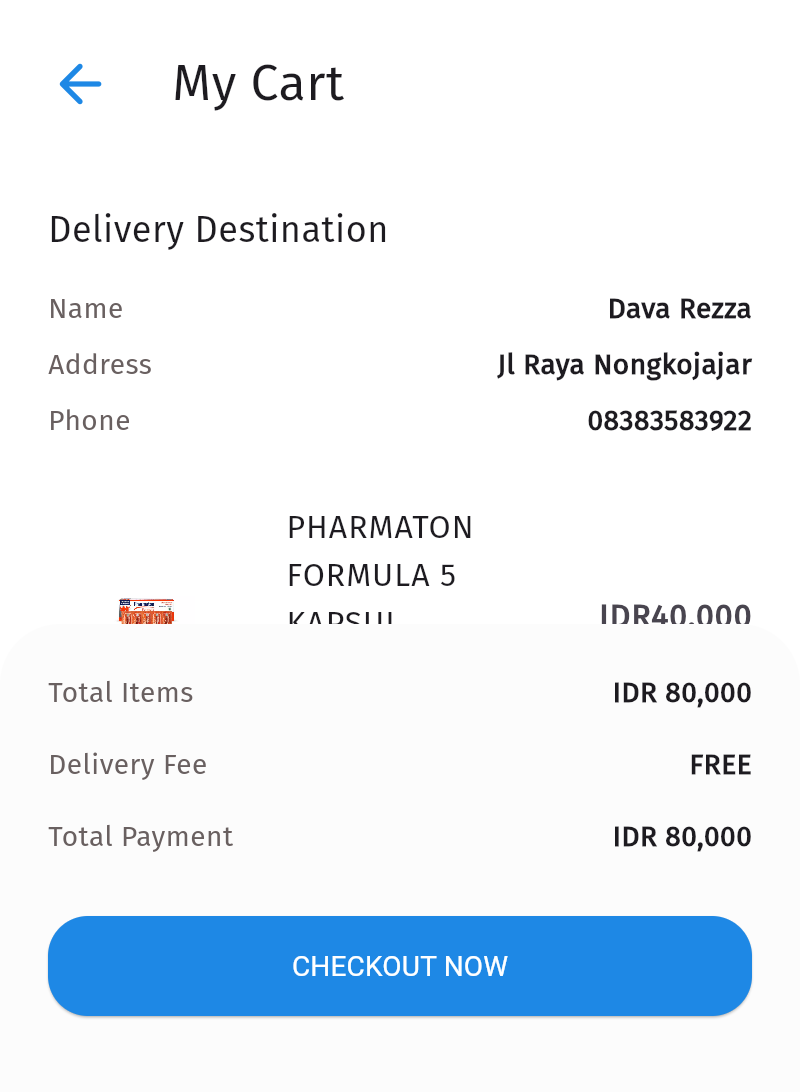 My Cart
Delivery Destination
Name Dava Rezza
Address Jl Raya Nongkojajar
Phone 08383583922
PHARMATON
FORMULA 5
KAPSUL IDR40,000
Total Items IDR 80,000
Delivery Fee FREE
Total Payment IDR 80,000
CHECKOUT NOW